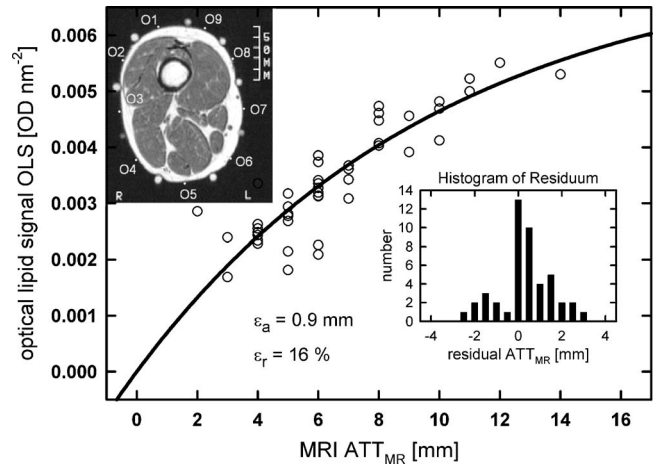 0.006
0.005
0.004
0.003
0.002
0.001
0.000
optical lipid signal OLS [OD nm⁻²]
O1
O9
O2
O8
O3
O7
O4
O6
O5
R
L
5
0
M
M
Histogram of Residuum
14
12
10
8
6
4
2
0
number
-4 -2 0 2 4
residual ATT_MR [mm]
ε_a = 0.9 mm
ε_r = 16 %
0 2 4 6 8 10 12 14 16
MRI ATT_MR [mm]